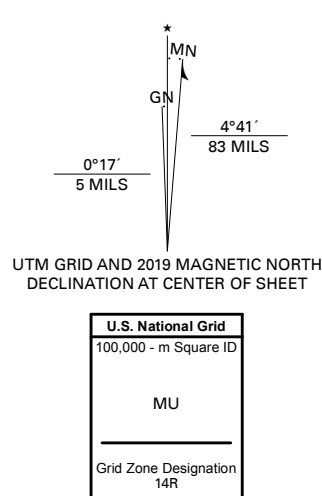 ★
MN
GN
4°41´
83 MILS
0°17´
5 MILS
UTM GRID AND 2019 MAGNETIC NORTH
DECLINATION AT CENTER OF SHEET
U.S. National Grid
100,000 - m Square ID
MU
Grid Zone Designation
14R